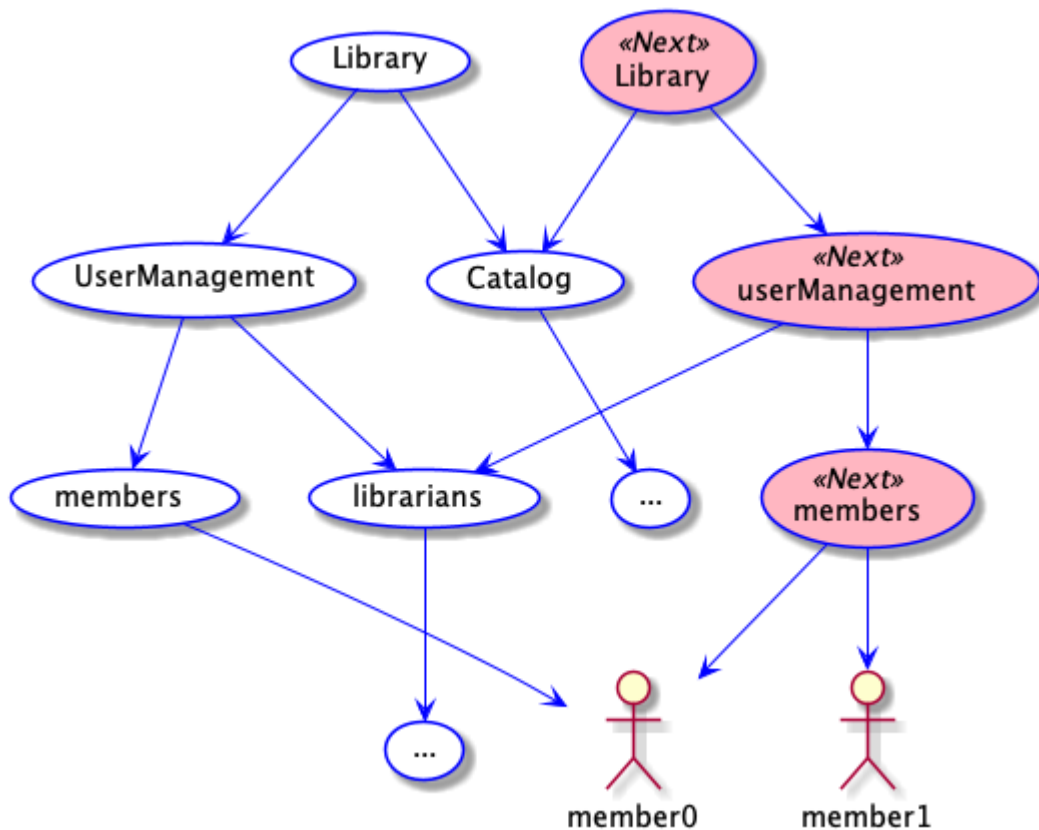 Library
«Next»
Library
UserManagement
Catalog
«Next»
userManagement
members
librarians
...
«Next»
members
...
member0
member1